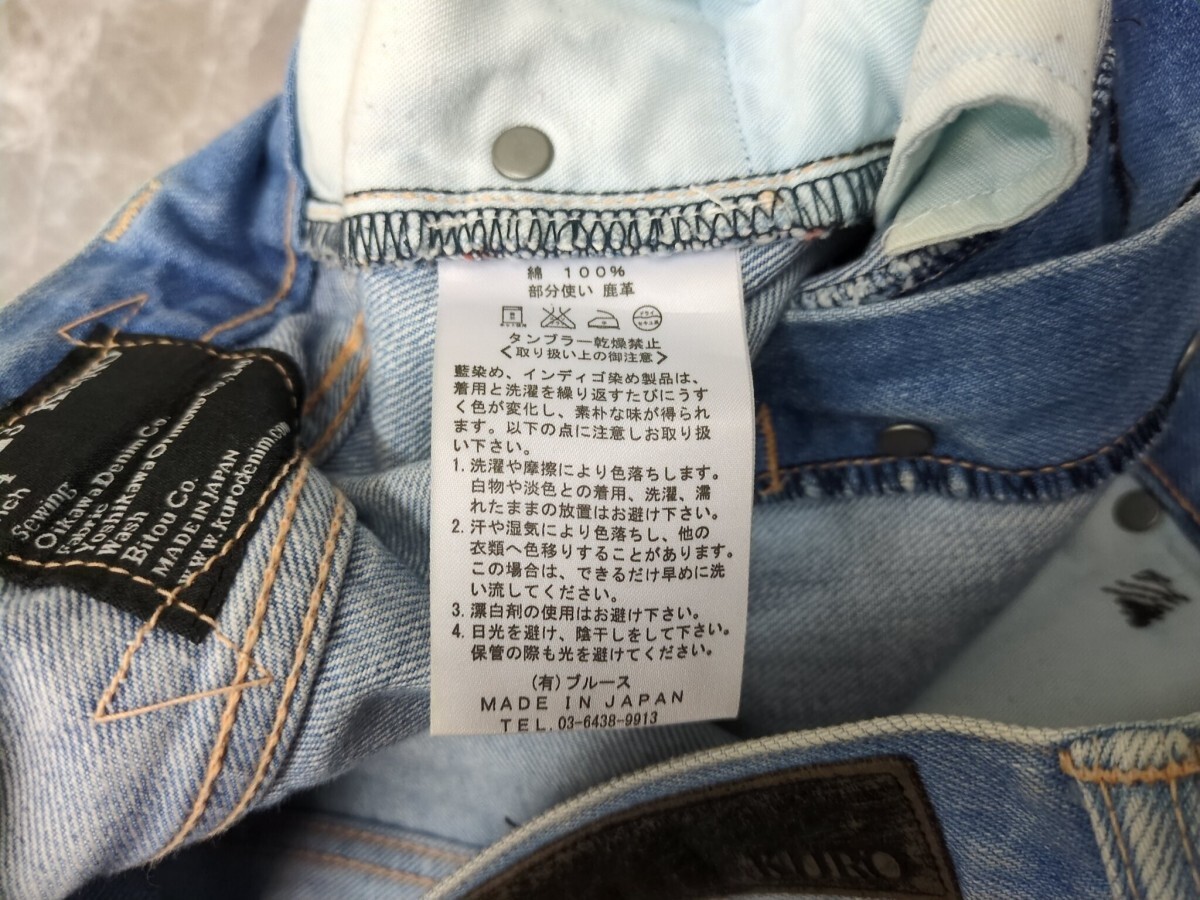 綿 100%
部分使い 鹿革
タンブラー乾燥禁止
<取り扱い上の御注意>
藍染め、インディゴ染め製品は、
着用と洗濯を繰り返すたびにうす
く色が変化し、素朴な味が得られ
ます。以下の点に注意しお取り扱
い下さい。
1. 洗濯や摩擦により色落ちします。
白物や淡色との着用、洗濯、濡
れたままの放置はお避け下さい。
2. 汗や湿気により色落ちし、他の
衣類へ色移りすることがあります。
この場合は、できるだけ早めに洗
い流してください。
3. 漂白剤の使用はお避け下さい。
4. 日光を避け、陰干しをして下さい。
保管の際も光を避けてください。
(有)ブルース
MADE IN JAPAN
TEL. 03-6438-9913
Sewing
Otikawa Denim Co
Fabric
Yoshikawa
Wash
Bitou Co.
MADE IN JAPAN
www.kurodenim.com
KURO